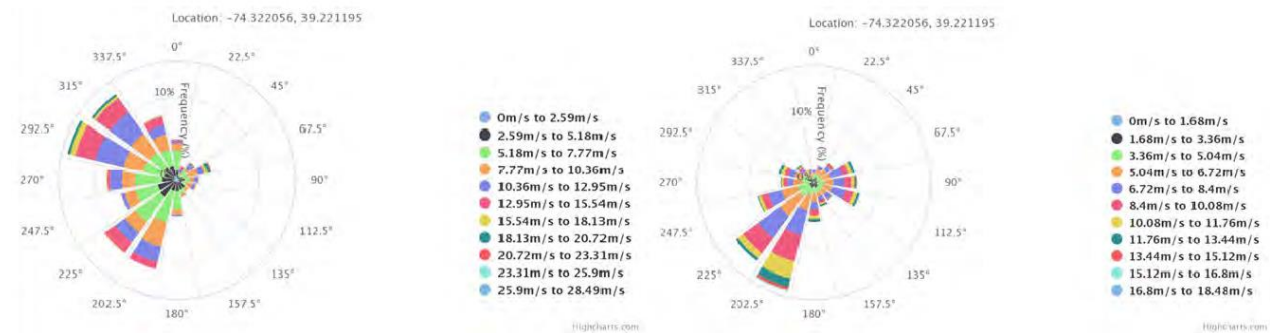 Location: -74.322056, 39.221195
0°
22.5°
45°
67.5°
90°
112.5°
135°
157.5°
180°
202.5°
225°
247.5°
270°
292.5°
315°
337.5°
Frequency (%)
10%
0m/s to 2.59m/s
2.59m/s to 5.18m/s
5.18m/s to 7.77m/s
7.77m/s to 10.36m/s
10.36m/s to 12.95m/s
12.95m/s to 15.54m/s
15.54m/s to 18.13m/s
18.13m/s to 20.72m/s
20.72m/s to 23.31m/s
23.31m/s to 25.9m/s
25.9m/s to 28.49m/s
Highcharts.com
Location: -74.322056, 39.221195
0°
22.5°
45°
67.5°
90°
112.5°
135°
157.5°
180°
202.5°
225°
247.5°
270°
292.5°
315°
337.5°
Frequency (%)
10%
0m/s to 1.68m/s
1.68m/s to 3.36m/s
3.36m/s to 5.04m/s
5.04m/s to 6.72m/s
6.72m/s to 8.4m/s
8.4m/s to 10.08m/s
10.08m/s to 11.76m/s
11.76m/s to 13.44m/s
13.44m/s to 15.12m/s
15.12m/s to 16.8m/s
16.8m/s to 18.48m/s
Highcharts.com